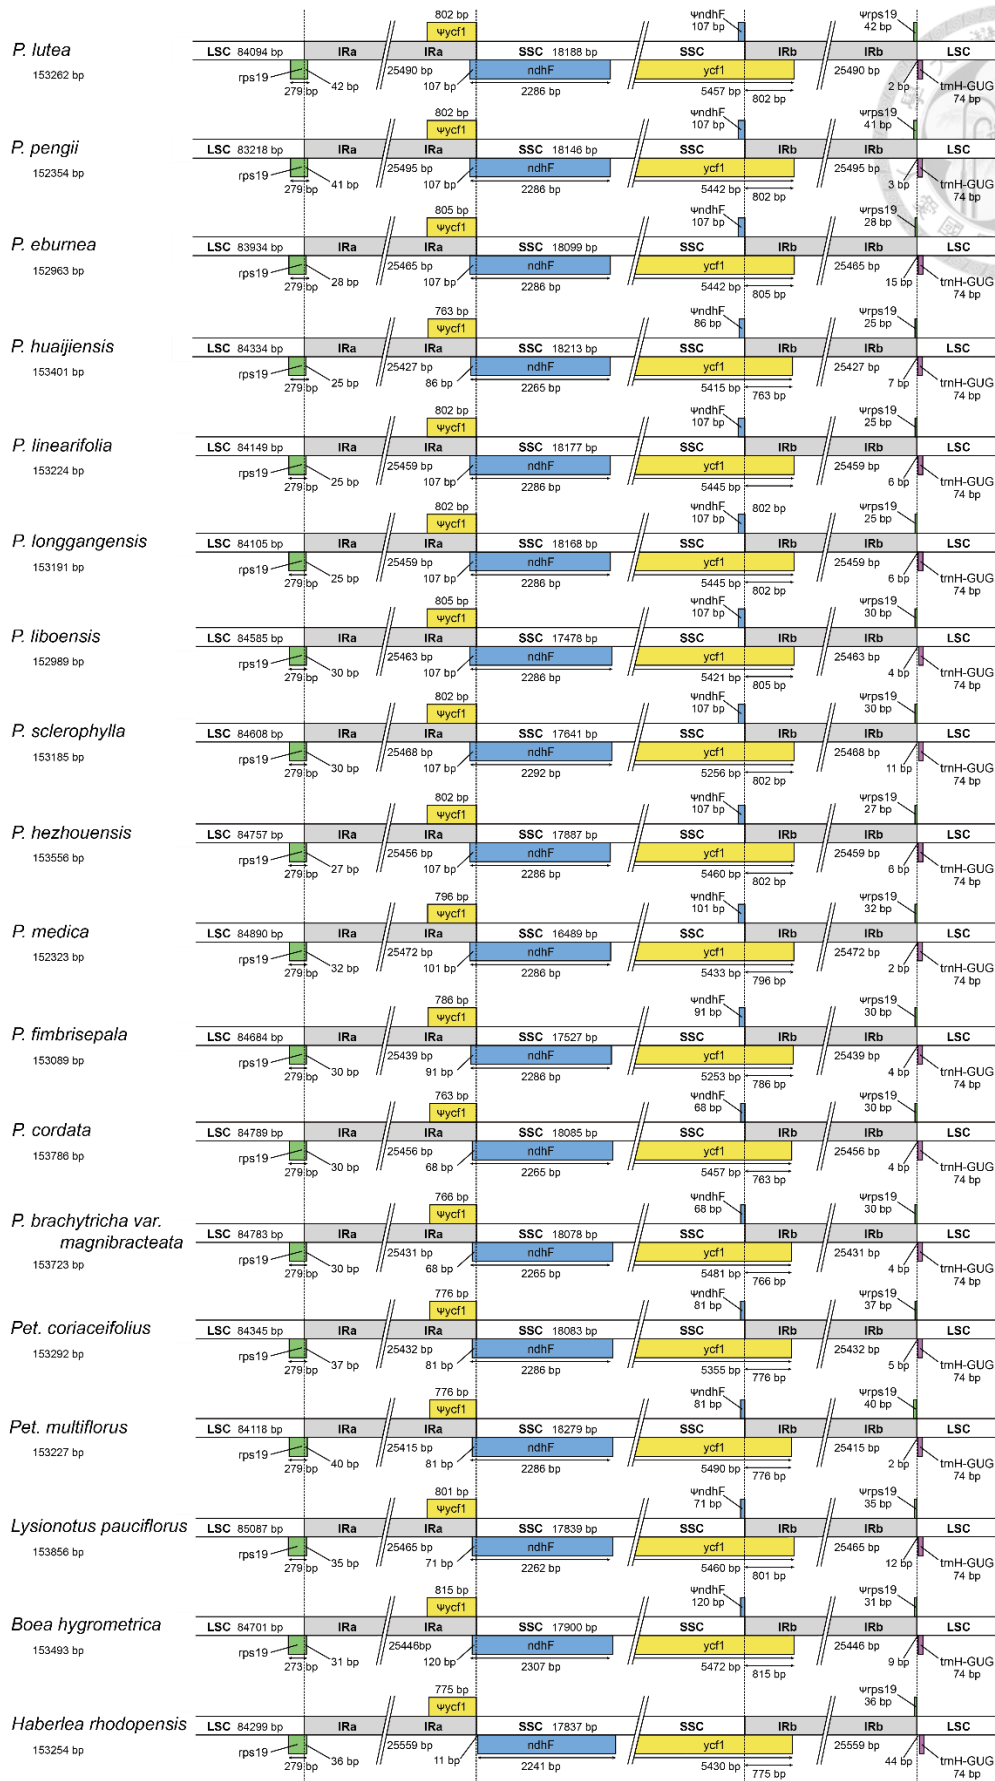 802 bp ΨndhF Ψrps19
107 bp 42 bp
P. lutea LSC 84094 bp IRa IRa SSC 18188 bp SSC IRb IRb LSC
153262 bp rps19 279 bp 42 bp 25490 bp Ψycf1 107 bp ndhF 2286 bp ycf1 5457 bp 802 bp 25490 bp 2 bp trnH-GUG 74 bp
802 bp ΨndhF Ψrps19
107 bp 41 bp
P. pengii LSC 83218 bp IRa IRa SSC 18146 bp SSC IRb IRb LSC
152354 bp rps19 279 bp 41 bp 25495 bp Ψycf1 107 bp ndhF 2286 bp ycf1 5442 bp 802 bp 25495 bp 3 bp trnH-GUG 74 bp
805 bp ΨndhF Ψrps19
107 bp 28 bp
P. eburnea LSC 83934 bp IRa IRa SSC 18099 bp SSC IRb IRb LSC
152963 bp rps19 279 bp 28 bp 25465 bp Ψycf1 107 bp ndhF 2286 bp ycf1 5442 bp 805 bp 25465 bp 15 bp trnH-GUG 74 bp
763 bp ΨndhF Ψrps19
86 bp 25 bp
P. huaijiensis LSC 84334 bp IRa IRa SSC 18213 bp SSC IRb IRb LSC
153401 bp rps19 279 bp 25 bp 25427 bp Ψycf1 86 bp ndhF 2265 bp ycf1 5415 bp 763 bp 25427 bp 7 bp trnH-GUG 74 bp
802 bp ΨndhF Ψrps19
107 bp 25 bp
P. linearifolia LSC 84149 bp IRa IRa SSC 18177 bp SSC IRb IRb LSC
153224 bp rps19 279 bp 25 bp 25459 bp Ψycf1 107 bp ndhF 2286 bp ycf1 5445 bp 802 bp 25459 bp 6 bp trnH-GUG 74 bp
802 bp ΨndhF Ψrps19
107 bp 25 bp
P. longgangensis LSC 84105 bp IRa IRa SSC 18168 bp SSC IRb IRb LSC
153191 bp rps19 279 bp 25 bp 25459 bp Ψycf1 107 bp ndhF 2286 bp ycf1 5445 bp 802 bp 25459 bp 6 bp trnH-GUG 74 bp
805 bp ΨndhF Ψrps19
107 bp 30 bp
P. liboensis LSC 84585 bp IRa IRa SSC 17478 bp SSC IRb IRb LSC
152989 bp rps19 279 bp 30 bp 25463 bp Ψycf1 107 bp ndhF 2286 bp ycf1 5421 bp 805 bp 25463 bp 4 bp trnH-GUG 74 bp
802 bp ΨndhF Ψrps19
107 bp 30 bp
P. sclerophylla LSC 84608 bp IRa IRa SSC 17641 bp SSC IRb IRb LSC
153185 bp rps19 279 bp 30 bp 25468 bp Ψycf1 107 bp ndhF 2292 bp ycf1 5256 bp 802 bp 25468 bp 11 bp trnH-GUG 74 bp
802 bp ΨndhF Ψrps19
107 bp 27 bp
P. hezhouensis LSC 84757 bp IRa IRa SSC 17887 bp SSC IRb IRb LSC
153556 bp rps19 279 bp 27 bp 25456 bp Ψycf1 107 bp ndhF 2286 bp ycf1 5460 bp 802 bp 25459 bp 6 bp trnH-GUG 74 bp
796 bp ΨndhF Ψrps19
101 bp 32 bp
P. medica LSC 84890 bp IRa IRa SSC 16489 bp SSC IRb IRb LSC
152323 bp rps19 279 bp 32 bp 25472 bp Ψycf1 101 bp ndhF 2286 bp ycf1 5433 bp 796 bp 25472 bp 2 bp trnH-GUG 74 bp
786 bp ΨndhF Ψrps19
91 bp 30 bp
P. fimbrisepala LSC 84684 bp IRa IRa SSC 17527 bp SSC IRb IRb LSC
153089 bp rps19 279 bp 30 bp 25439 bp Ψycf1 91 bp ndhF 2286 bp ycf1 5253 bp 786 bp 25439 bp 4 bp trnH-GUG 74 bp
763 bp ΨndhF Ψrps19
68 bp 30 bp
P. cordata LSC 84789 bp IRa IRa SSC 18085 bp SSC IRb IRb LSC
153786 bp rps19 279 bp 30 bp 25456 bp Ψycf1 68 bp ndhF 2265 bp ycf1 5457 bp 763 bp 25456 bp 4 bp trnH-GUG 74 bp
766 bp ΨndhF Ψrps19
68 bp 30 bp
P. brachytricha var.
magnibracteata LSC 84783 bp IRa IRa SSC 18078 bp SSC IRb IRb LSC
153723 bp rps19 279 bp 30 bp 25431 bp Ψycf1 68 bp ndhF 2265 bp ycf1 5481 bp 766 bp 25431 bp 4 bp trnH-GUG 74 bp
776 bp ΨndhF Ψrps19
81 bp 37 bp
Pet. coriaceifolius LSC 84345 bp IRa IRa SSC 18083 bp SSC IRb IRb LSC
153292 bp rps19 279 bp 37 bp 25432 bp Ψycf1 81 bp ndhF 2286 bp ycf1 5355 bp 776 bp 25432 bp 5 bp trnH-GUG 74 bp
776 bp ΨndhF Ψrps19
81 bp 40 bp
Pet. multiflorus LSC 84118 bp IRa IRa SSC 18279 bp SSC IRb IRb LSC
153227 bp rps19 279 bp 40 bp 25415 bp Ψycf1 81 bp ndhF 2286 bp ycf1 5490 bp 776 bp 25415 bp 2 bp trnH-GUG 74 bp
801 bp ΨndhF Ψrps19
71 bp 35 bp
Lysionotus pauciflorus LSC 85087 bp IRa IRa SSC 17839 bp SSC IRb IRb LSC
153856 bp rps19 279 bp 35 bp 25465 bp Ψycf1 71 bp ndhF 2262 bp ycf1 5460 bp 801 bp 25465 bp 12 bp trnH-GUG 74 bp
815 bp ΨndhF Ψrps19
120 bp 31 bp
Boea hygrometrica LSC 84701 bp IRa IRa SSC 17900 bp SSC IRb IRb LSC
153493 bp rps19 273 bp 31 bp 25446bp Ψycf1 120 bp ndhF 2307 bp ycf1 5472 bp 815 bp 25446 bp 9 bp trnH-GUG 74 bp
775 bp Ψrps19
36 bp
Haberlea rhodopensis LSC 84299 bp IRa IRa SSC 17837 bp SSC IRb IRb LSC
153254 bp rps19 279 bp 36 bp 25559 bp Ψycf1 11 bp ndhF 2241 bp ycf1 5430 bp 775 bp 25559 bp 44 bp trnH-GUG 74 bp